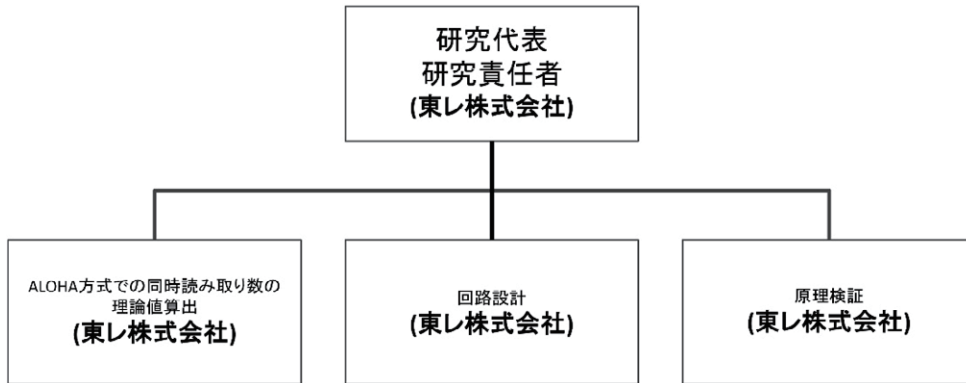 研究代表
研究責任者
(東レ株式会社)
ALOHA方式での同時読み取り数の
理論値算出
(東レ株式会社)
回路設計
(東レ株式会社)
原理検証
(東レ株式会社)